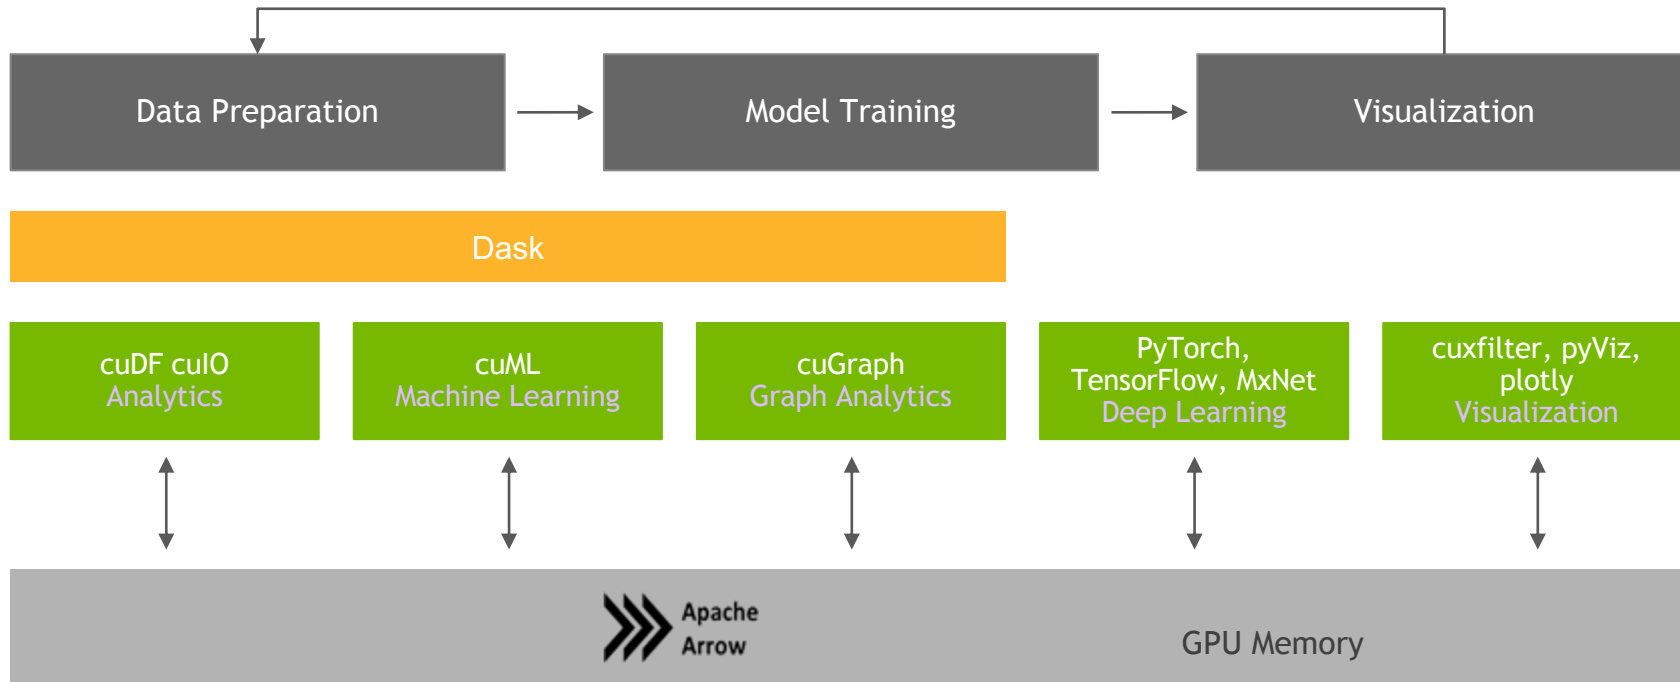 Data Preparation
Model Training
Visualization
Dask
cuDF cuIO
Analytics
cuML
Machine Learning
cuGraph
Graph Analytics
PyTorch,
TensorFlow, MxNet
Deep Learning
cuxfilter, pyViz,
plotly
Visualization
Apache
Arrow
GPU Memory